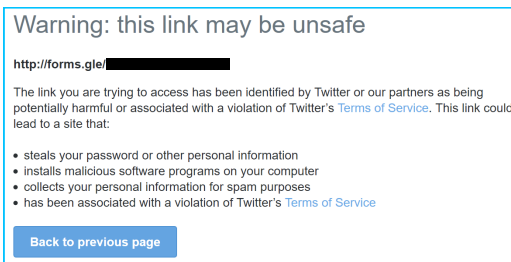 Warning: this link may be unsafe
http://forms.gle/
The link you are trying to access has been identified by Twitter or our partners as being
potentially harmful or associated with a violation of Twitter's Terms of Service. This link could
lead to a site that:
• steals your password or other personal information
• installs malicious software programs on your computer
• collects your personal information for spam purposes
• has been associated with a violation of Twitter's Terms of Service
Back to previous page